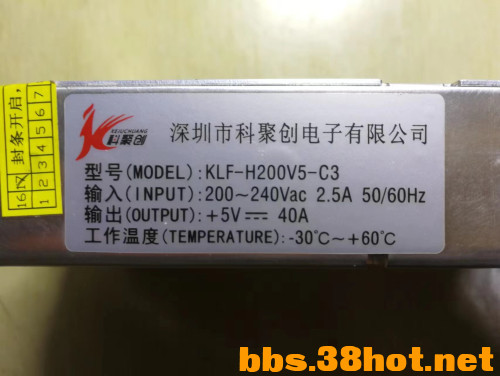 封条开启,
1 2 3 4 5 6 7
科聚创
KEJUCHUANG
深圳市科聚创电子有限公司
型号(MODEL):KLF-H200V5-C3
输入(INPUT):200~240Vac 2.5A 50/60Hz
输出(OUTPUT):+5V⎓ 40A
工作温度(TEMPERATURE):-30℃~+60℃
bbs.38hot.net